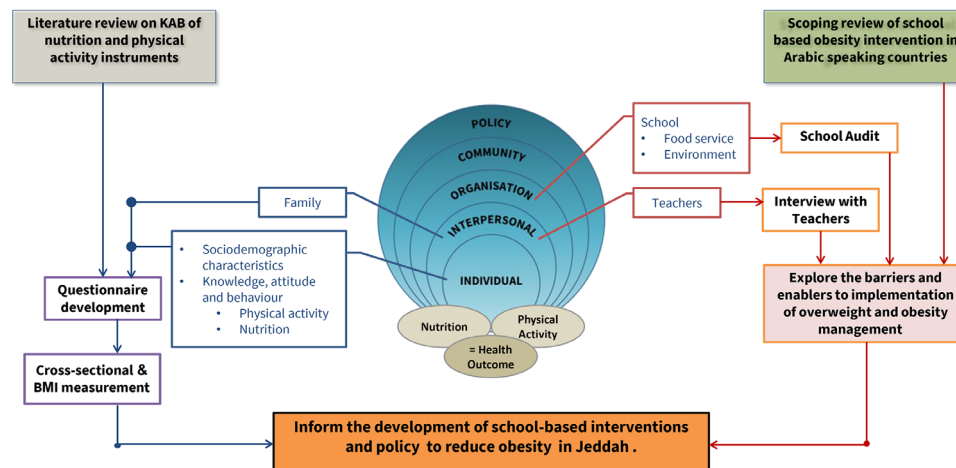 Literature review on KAB of
nutrition and physical
activity instruments
Scoping review of school
based obesity intervention in
Arabic speaking countries
POLICY
COMMUNITY
ORGANISATION
INTERPERSONAL
INDIVIDUAL
Nutrition
Physical
Activity
= Health
Outcome
School
• Food service
• Environment
School Audit
Teachers
Interview with
Teachers
Family
• Sociodemographic
characteristics
• Knowledge, attitude
and behaviour
• Physical activity
• Nutrition
Questionnaire
development
Cross-sectional &
BMI measurement
Explore the barriers and
enablers to implementation
of overweight and obesity
management
Inform the development of school-based interventions
and policy to reduce obesity in Jeddah .